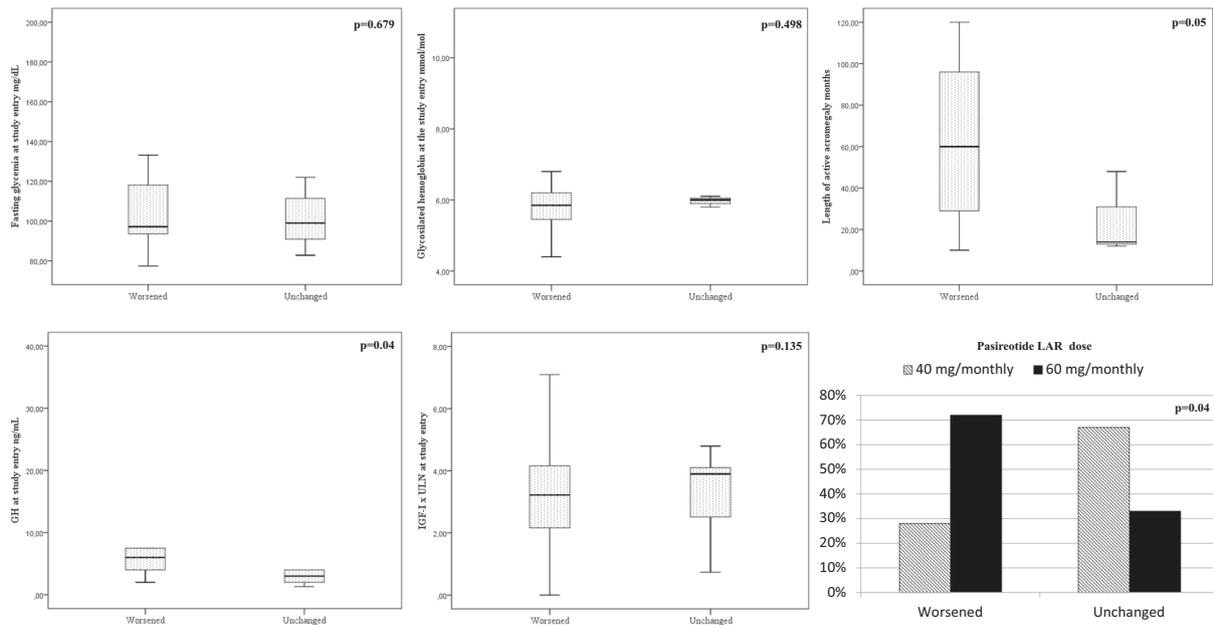 p=0.679
Fasting glycemia at study entry mg/dL
200,00
180,00
160,00
140,00
120,00
100,00
80,00
Worsened
Unchanged
p=0.498
Glycosilated hemoglobin at the study entry mmol/mol
10,00
8,00
6,00
4,00
Worsened
Unchanged
p=0.05
Length of active acromegaly months
120,00
100,00
80,00
60,00
40,00
20,00
,00
Worsened
Unchanged
p=0.04
GH at study entry ng/mL
40,00
30,00
20,00
10,00
,00
Worsened
Unchanged
p=0.135
IGF-I x ULN at study entry
8,00
6,00
4,00
2,00
,00
Worsened
Unchanged
Pasireotide LAR dose
40 mg/monthly 60 mg/monthly
p=0.04
80%
70%
60%
50%
40%
30%
20%
10%
0%
Worsened
Unchanged